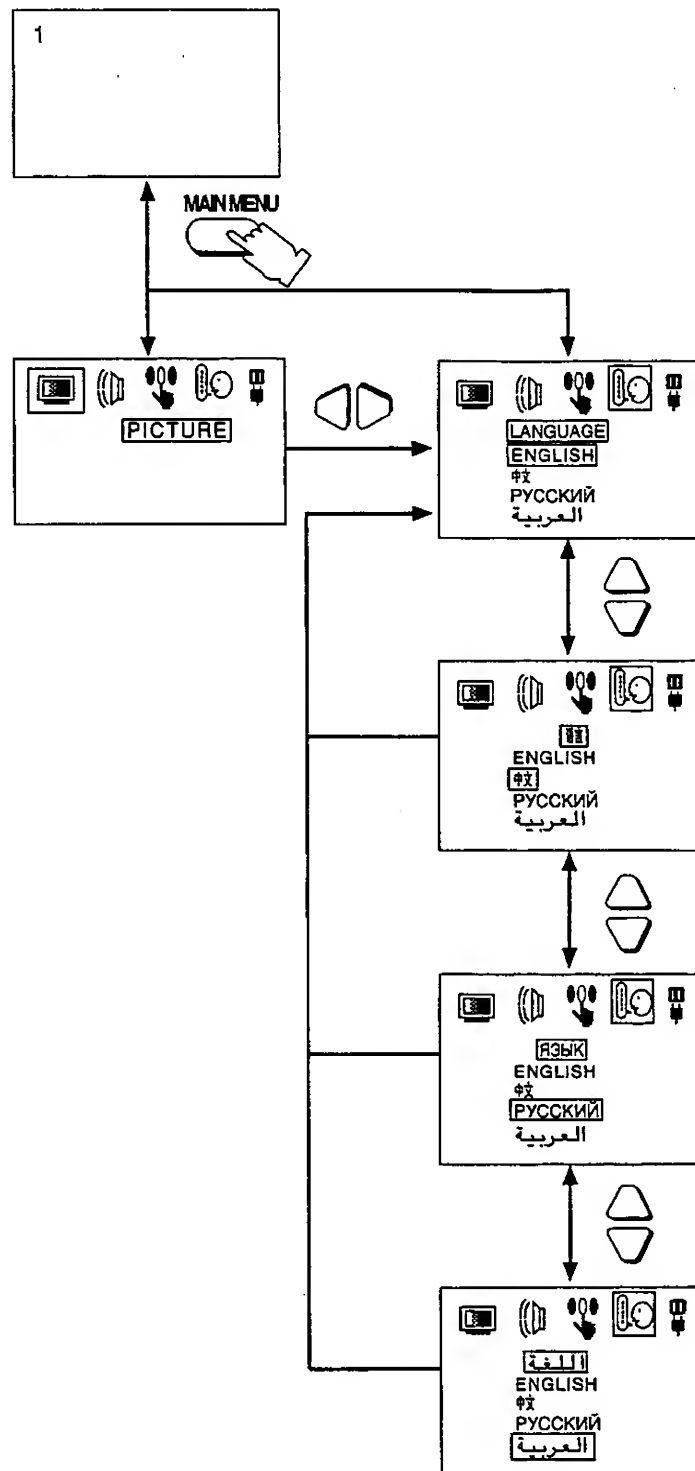 1
MAIN MENU
PICTURE
LANGUAGE
ENGLISH
中文
РУССКИЙ
العربية
ENGLISH
中文
РУССКИЙ
العربية
ЯЗЫК
ENGLISH
中文
РУССКИЙ
العربية
اللغة
ENGLISH
中文
РУССКИЙ
العربية